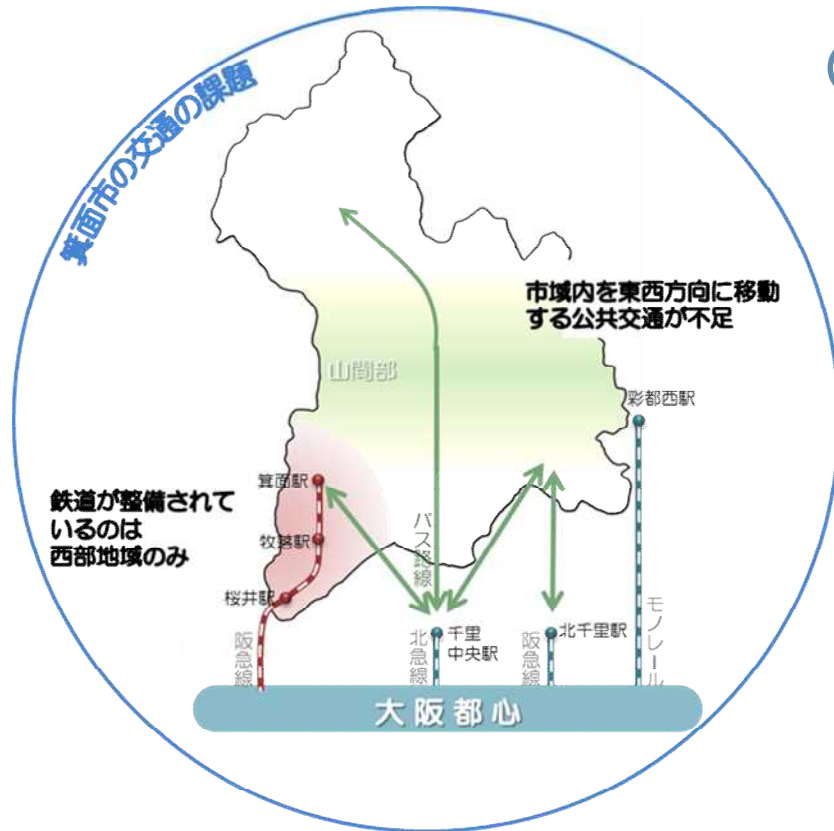 箕面市の交通の課題
市域内を東西方向に移動
する公共交通が不足
山間部
彩都西駅
箕面駅
鉄道が整備されて
いるのは
西部地域のみ
牧落駅
バス路線
桜井駅
モノレール
阪急線
北急線
千里
中央駅
阪急線
北千里駅
大阪都心